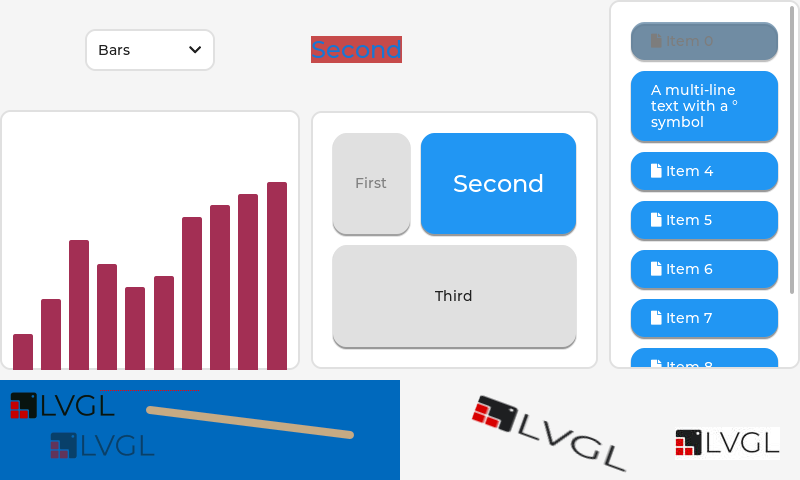 Bars
Second
First
Second
Third
Item 0
A multi-line
text with a °
symbol
Item 4
Item 5
Item 6
Item 7
Item 8
LVGL
LVGL
LVGL
LVGL